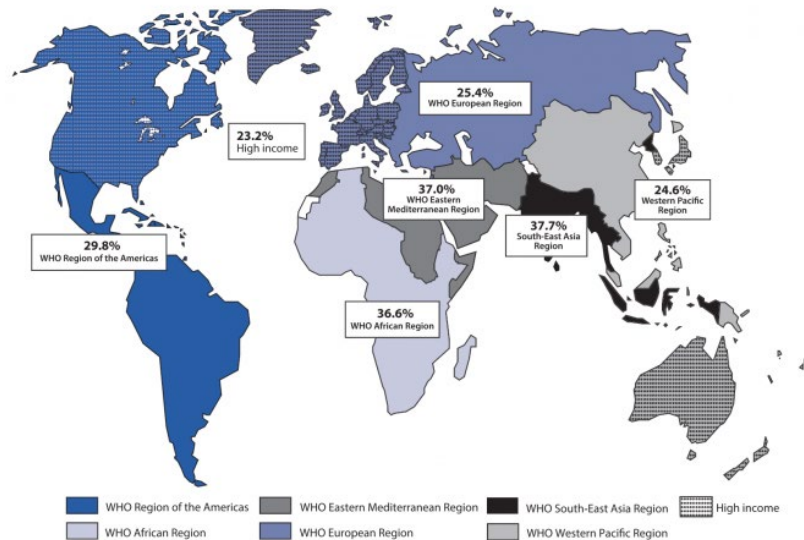 25.4%
WHO European Region
23.2%
High income
37.0%
WHO Eastern
Mediterranean Region
24.6%
Western Pacific
Region
37.7%
South-East Asia
Region
29.8%
WHO Region of the Americas
36.6%
WHO African Region
WHO Region of the Americas
WHO Eastern Mediterranean Region
WHO South-East Asia Region
High income
WHO African Region
WHO European Region
WHO Western Pacific Region